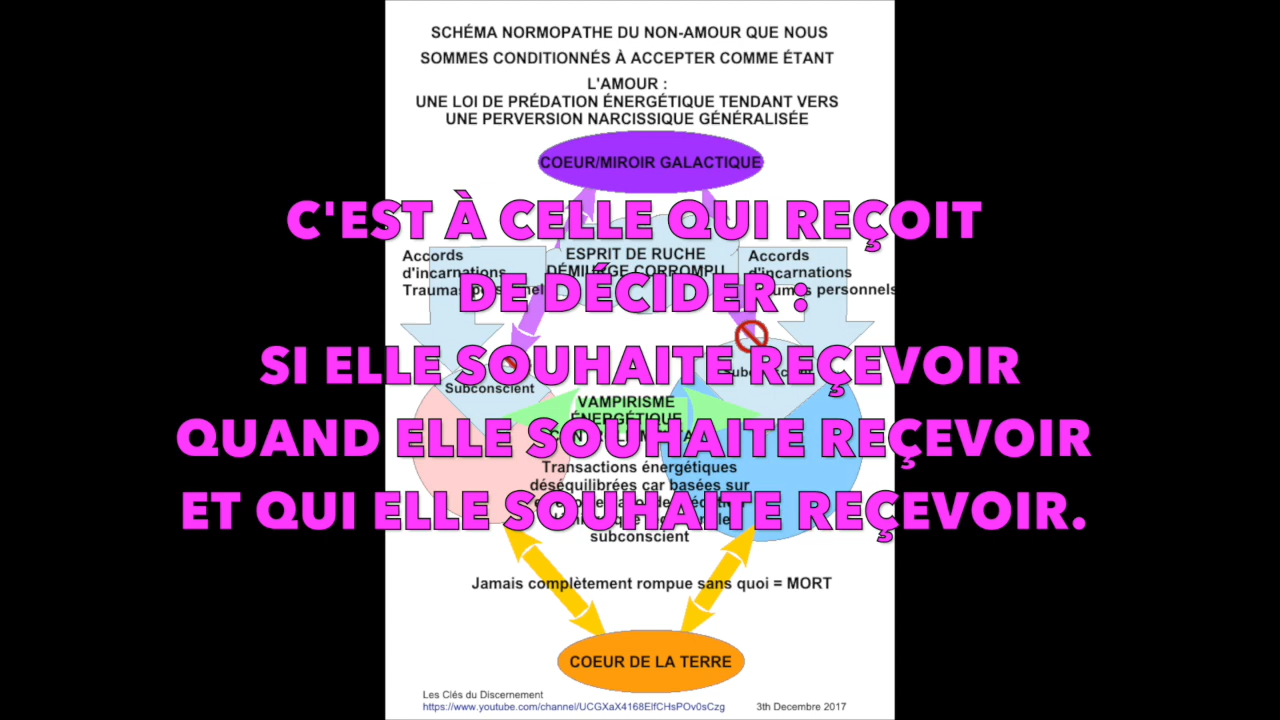 SCHÉMA NORMOPATHE DU NON-AMOUR QUE NOUS
SOMMES CONDITIONNÉS À ACCEPTER COMME ÉTANT
L'AMOUR :
UNE LOI DE PRÉDATION ÉNERGÉTIQUE TENDANT VERS
UNE PERVERSION NARCISSIQUE GÉNÉRALISÉE
COEUR/MIROIR GALACTIQUE
C'EST À CELLE QUI REÇOIT
DE DÉCIDER :
SI ELLE SOUHAITE REÇEVOIR
QUAND ELLE SOUHAITE REÇEVOIR
ET QUI ELLE SOUHAITE REÇEVOIR.
Accords
d'incarnations
ESPRIT DE RUCHE
CORROMPU
Accords
d'incarnations
personnels
Subconscient
VAMPIRISME
ÉNERGÉTIQUE
Transactions énergétiques
déséquilibrées car basées sur
subconscient
Jamais complètement rompue sans quoi = MORT
COEUR DE LA TERRE
Les Clés du Discernement
https://www.youtube.com/channel/UCGXaX4168ElfCHsPOv0sCzg
3th Decembre 2017